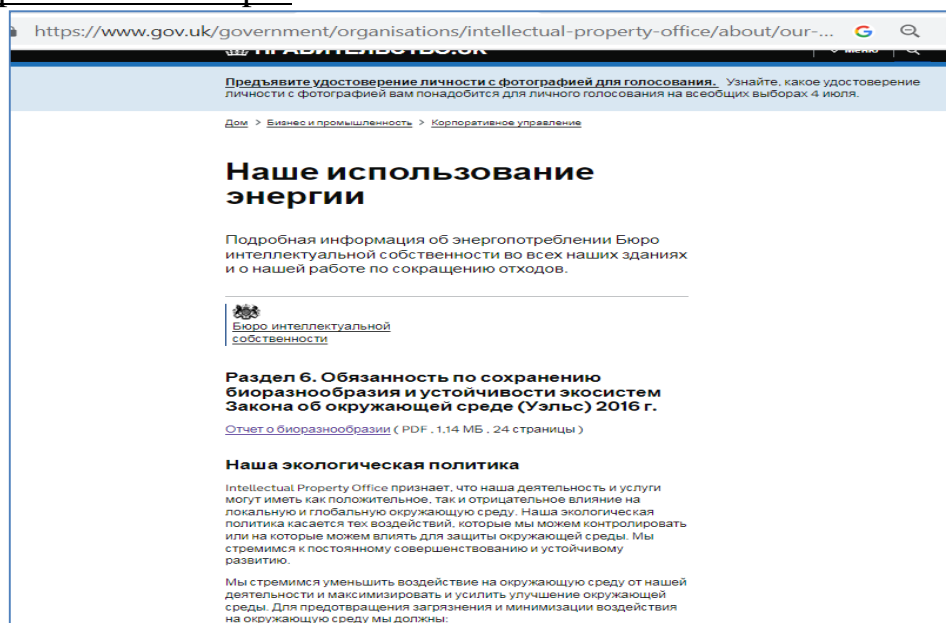 https://www.gov.uk/government/organisations/intellectual-property-office/about/our-...
ПРАВИТЕЛЬСТВО.UK
Меню
Предъявите удостоверение личности с фотографией для голосования. Узнайте, какое удостоверение
личности с фотографией вам понадобится для личного голосования на всеобщих выборах 4 июля.
Дом > Бизнес и промышленность > Корпоративное управление
Наше использование
энергии
Подробная информация об энергопотреблении Бюро
интеллектуальной собственности во всех наших зданиях
и о нашей работе по сокращению отходов.
Бюро интеллектуальной
собственности
Раздел 6. Обязанность по сохранению
биоразнообразия и устойчивости экосистем
Закона об окружающей среде (Уэльс) 2016 г.
Отчет о биоразнообразии ( PDF , 1,14 МБ , 24 страницы )
Наша экологическая политика
Intellectual Property Office признает, что наша деятельность и услуги
могут иметь как положительное, так и отрицательное влияние на
локальную и глобальную окружающую среду. Наша экологическая
политика касается тех воздействий, которые мы можем контролировать
или на которые можем влиять для защиты окружающей среды. Мы
стремимся к постоянному совершенствованию и устойчивому
развитию.
Мы стремимся уменьшить воздействие на окружающую среду от нашей
деятельности и максимизировать и усилить улучшение окружающей
среды. Для предотвращения загрязнения и минимизации воздействия
на окружающую среду мы должны: